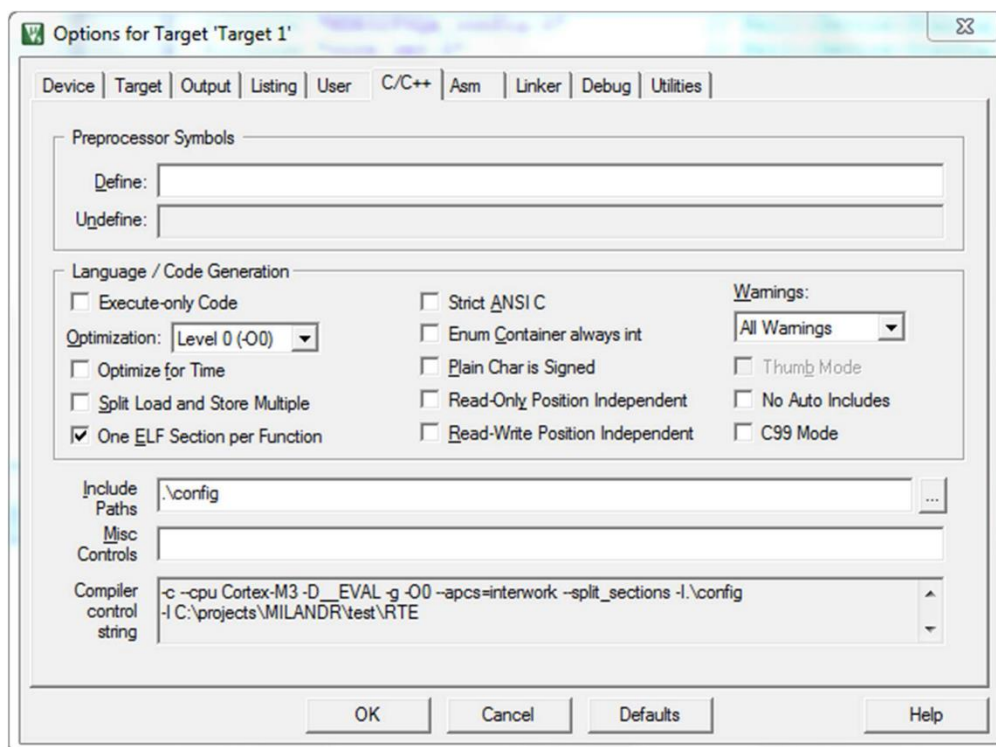 Options for Target 'Target 1'
Device Target Output Listing User C/C++ Asm Linker Debug Utilities
Preprocessor Symbols
Define:
Undefine:
Language / Code Generation
Execute-only Code
Strict ANSI C
Warnings:
Optimization: Level 0 (-O0)
Enum Container always int
All Warnings
Optimize for Time
Plain Char is Signed
Thumb Mode
Split Load and Store Multiple
Read-Only Position Independent
No Auto Includes
One ELF Section per Function
Read-Write Position Independent
C99 Mode
Include Paths
.\config
...
Misc Controls
Compiler control string
-c --cpu Cortex-M3 -D__EVAL -g -O0 --apcs=interwork --split_sections -I.\config
-I C:\projects\MILANDR\test\RTE
OK Cancel Defaults Help